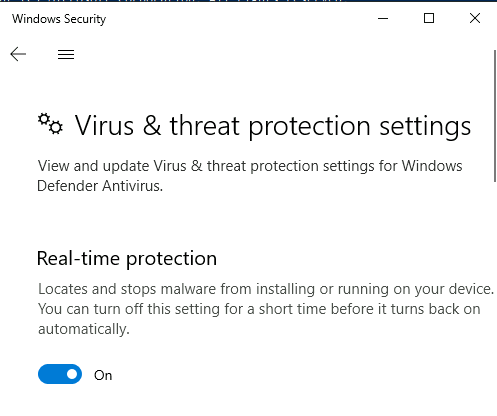 Windows Security
Virus & threat protection settings
View and update Virus & threat protection settings for Windows
Defender Antivirus.
Real-time protection
Locates and stops malware from installing or running on your device.
You can turn off this setting for a short time before it turns back on
automatically.
On